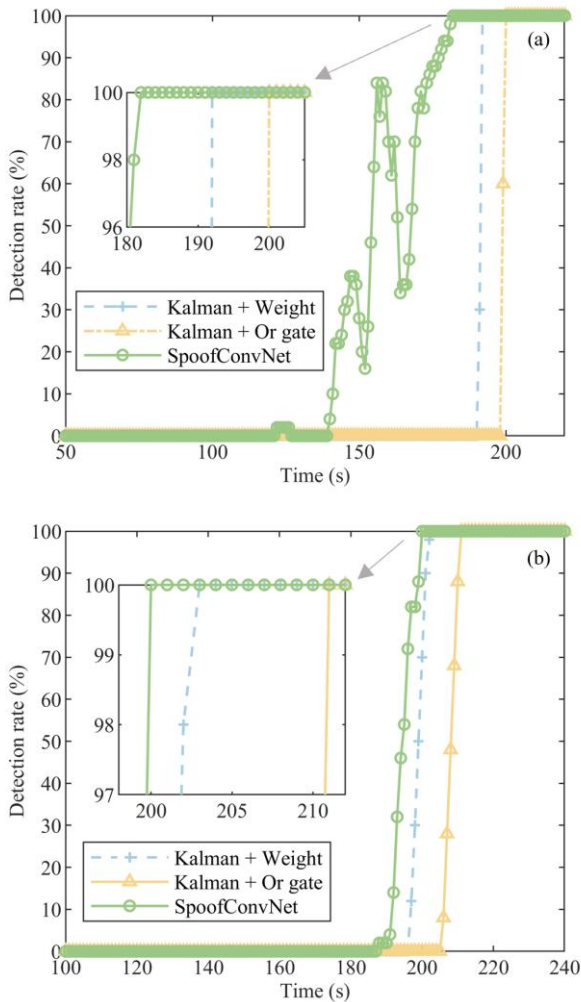 100
90
80
70
60
50
40
30
20
10
0
Detection rate (%)
(a)
100
98
96
180 190 200
Kalman + Weight
Kalman + Or gate
SpoofConvNet
50 100 150 200
Time (s)
100
90
80
70
60
50
40
30
20
10
0
Detection rate (%)
(b)
100
99
98
97
200 205 210
Kalman + Weight
Kalman + Or gate
SpoofConvNet
100 120 140 160 180 200 220 240
Time (s)